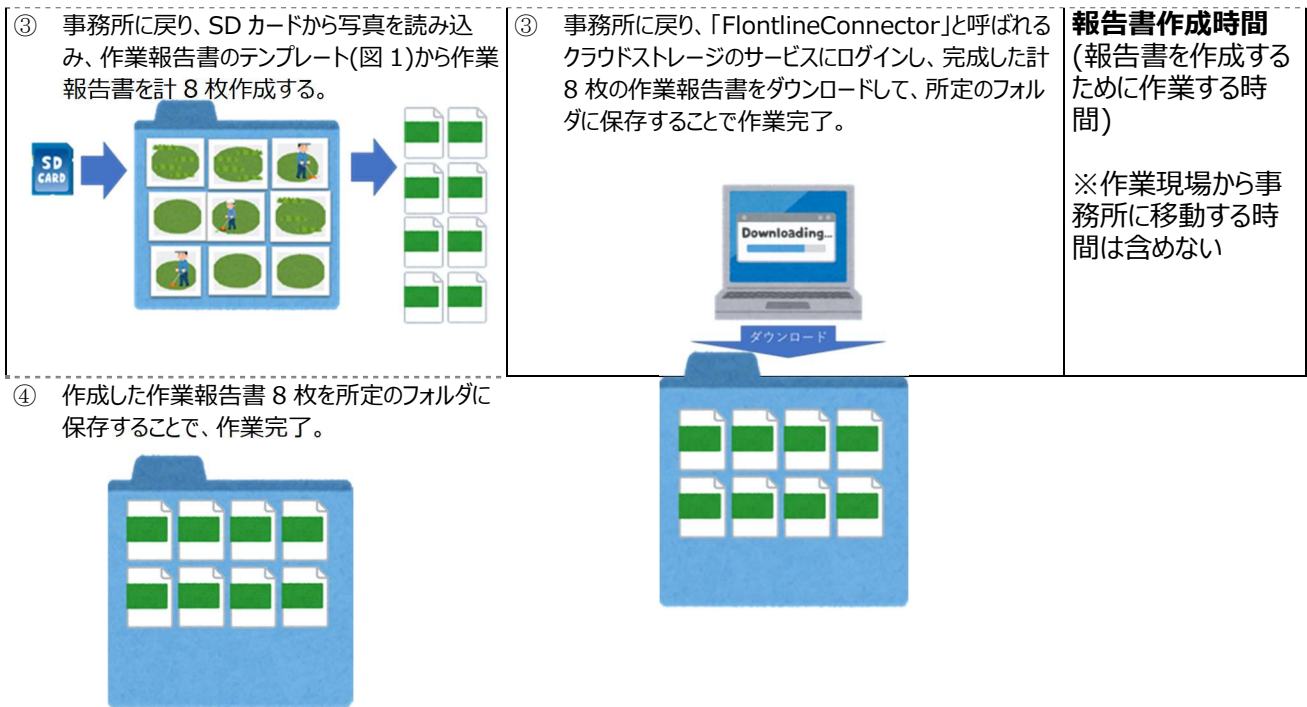 ③ 事務所に戻り、SD カードから写真を読み込
み、作業報告書のテンプレート(図 1)から作業
報告書を計 8 枚作成する。
SD
CARD
④ 作成した作業報告書 8 枚を所定のフォルダに
保存することで、作業完了。
③ 事務所に戻り、「FlontlineConnector」と呼ばれる
クラウドストレージのサービスにログインし、完成した計
8 枚の作業報告書をダウンロードして、所定のフォル
ダに保存することで作業完了。
Downloading...
ダウンロード
報告書作成時間
(報告書を作成する
ために作業する時
間)
※作業現場から事
務所に移動する時
間は含めない